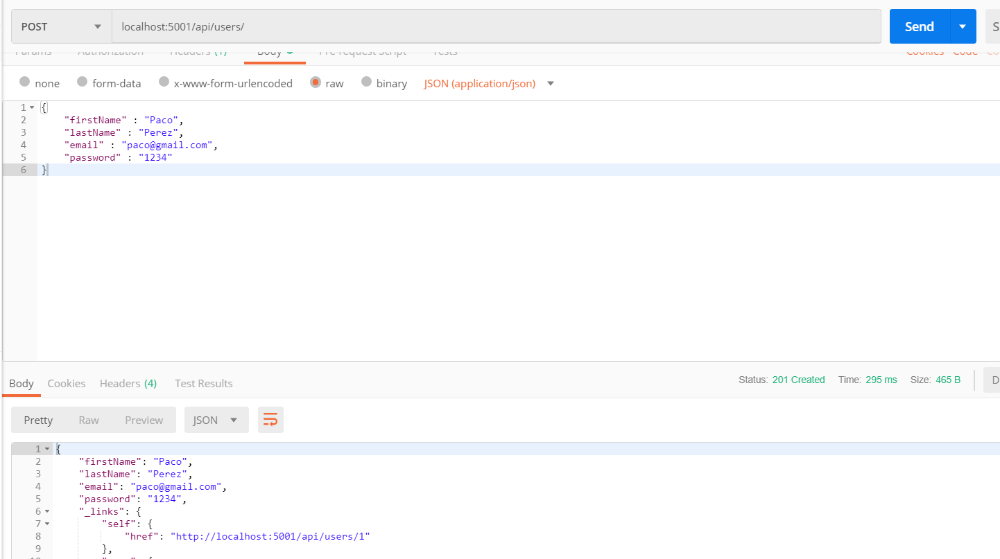 POST localhost:5001/api/users/ Send S
Params Authorization Headers (1) Body Pre-request Script Tests Cookies Code
none form-data x-www-form-urlencoded raw binary JSON (application/json)
1 {
2 "firstName" : "Paco",
3 "lastName" : "Perez",
4 "email" : "paco@gmail.com",
5 "password" : "1234"
6 }
Body Cookies Headers (4) Test Results Status: 201 Created Time: 295 ms Size: 465 B D
Pretty Raw Preview JSON
1 {
2 "firstName": "Paco",
3 "lastName": "Perez",
4 "email": "paco@gmail.com",
5 "password": "1234",
6 "_links": {
7 "self": {
8 "href": "http://localhost:5001/api/users/1"
9 },